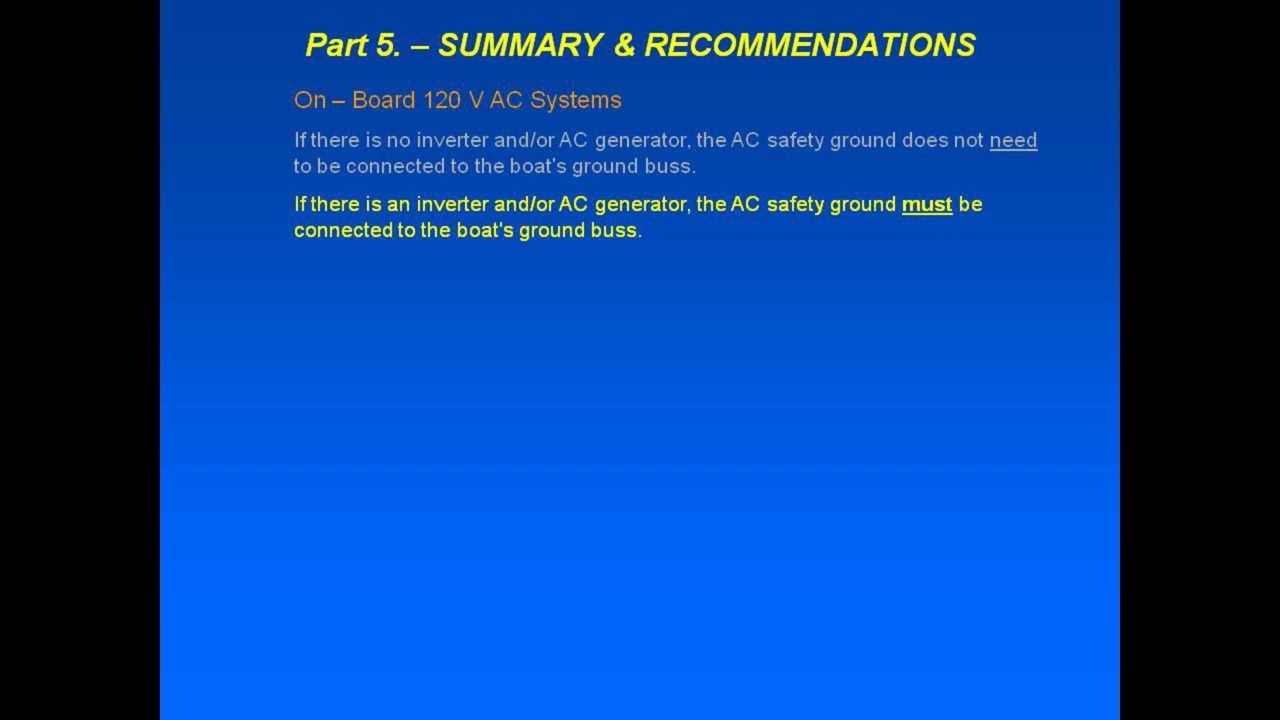 Part 5. – SUMMARY & RECOMMENDATIONS
On – Board 120 V AC Systems
If there is no inverter and/or AC generator, the AC safety ground does not need
to be connected to the boat's ground buss.
If there is an inverter and/or AC generator, the AC safety ground must be
connected to the boat's ground buss.